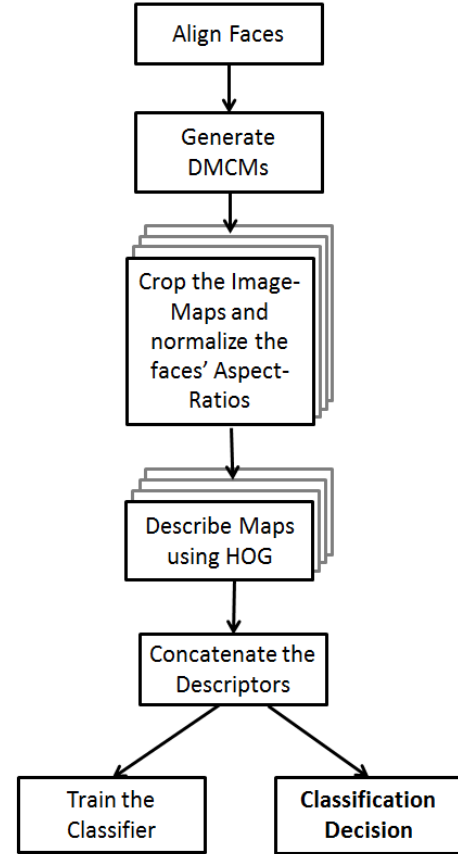 Align Faces
Generate
DMCMs
Crop the Image-
Maps and
normalize the
faces' Aspect-
Ratios
Describe Maps
using HOG
Concatenate the
Descriptors
Train the
Classifier
Classification
Decision